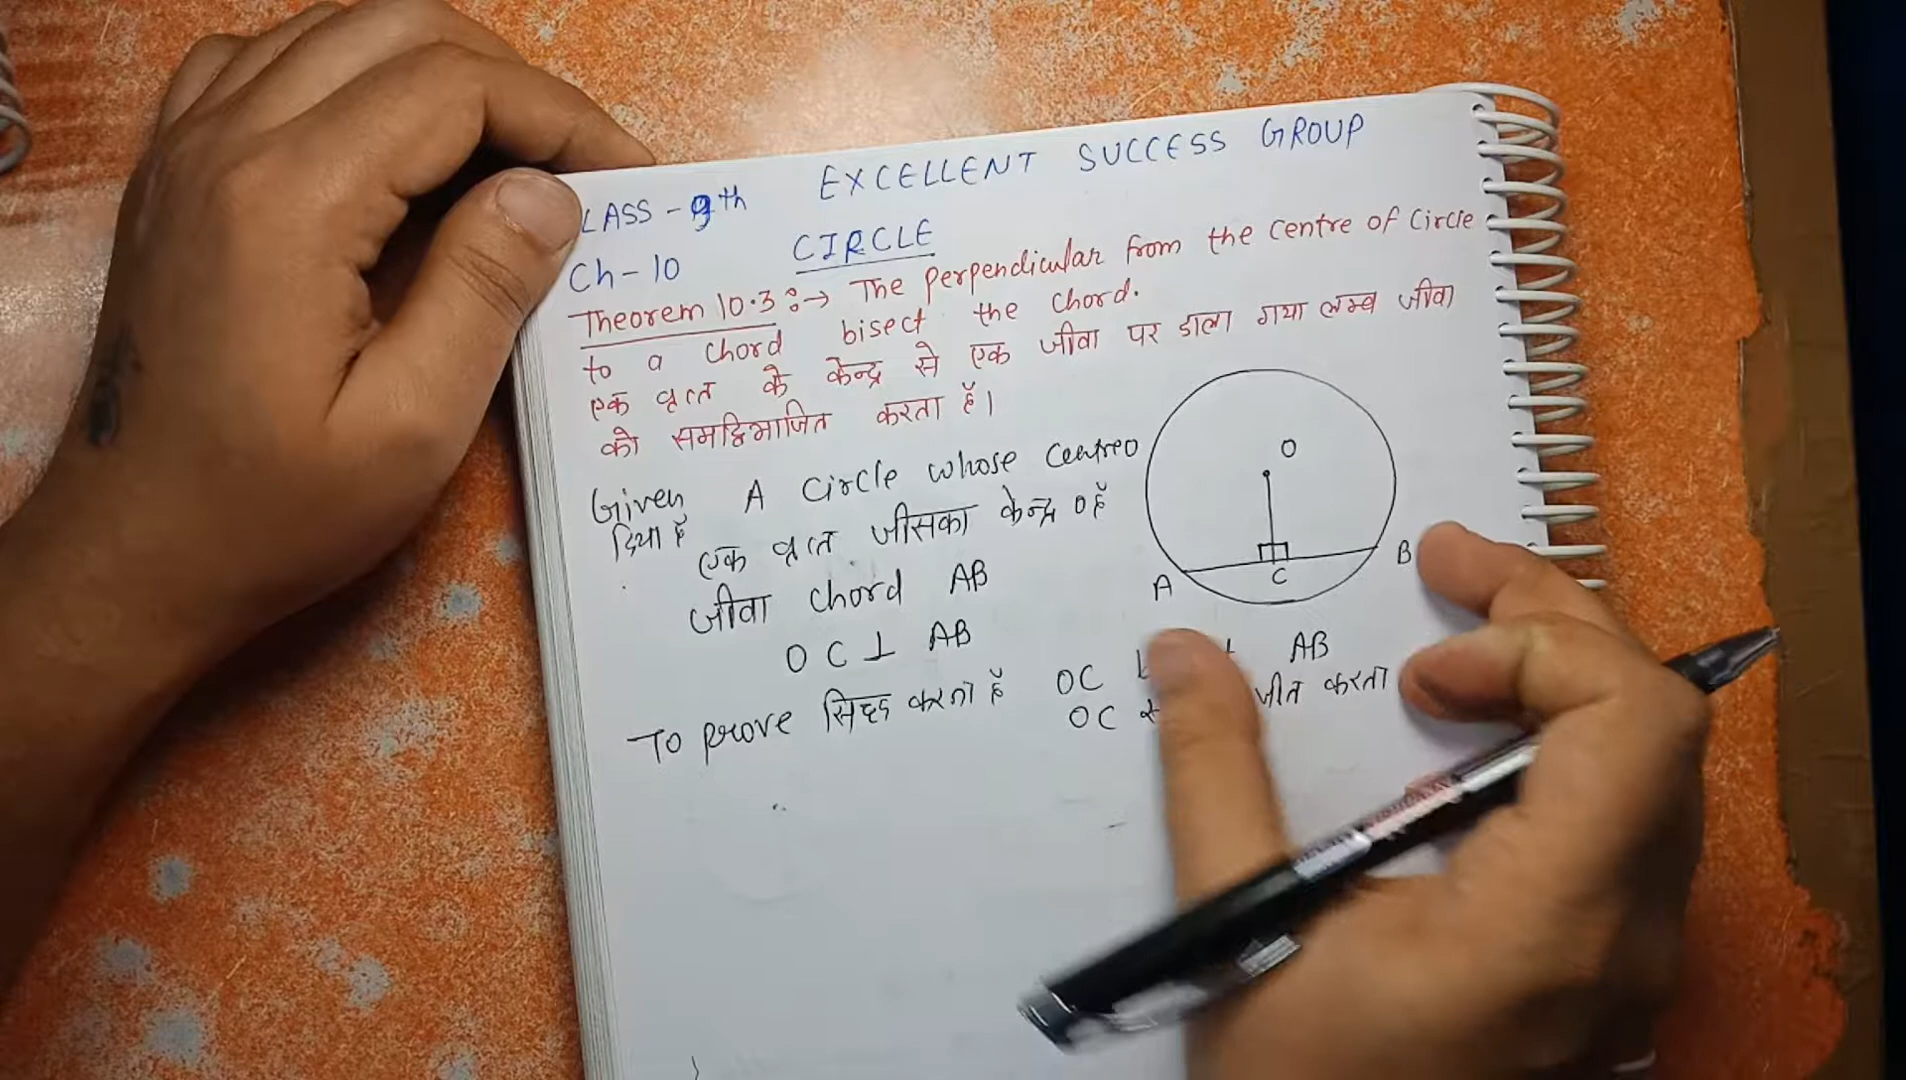 LASS - 9th EXCELLENT SUCCESS GROUP
Ch - 10 CIRCLE
Theorem 10.3 :→ The perpendicular from the centre of circle
to a chord bisect the chord.
एक वृत्त के केन्द्र से एक जीवा पर डाला गया लम्ब जीवा
को समद्विभाजित करता हैं।
Given A circle whose centre O
दिया हैं
एक वृत्त जीसका केन्द्र O हैं
जीवा chord AB
OC ⊥ AB
To prove सिद्ध करना हैं OC AB
OC करता
O
A
C
B